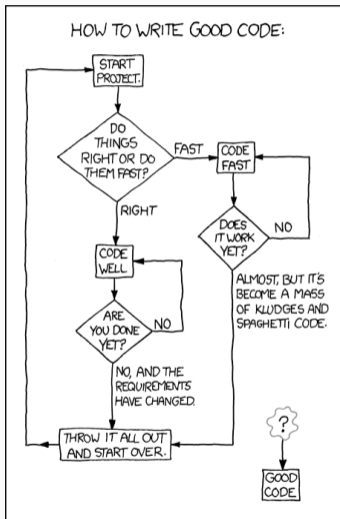 HOW TO WRITE GOOD CODE:
START
PROJECT.
DO
THINGS
RIGHT OR DO
THEM FAST?
FAST
CODE
FAST
RIGHT
DOES
IT WORK
YET?
NO
CODE
WELL
ALMOST, BUT IT'S
BECOME A MASS
OF KLUDGES AND
SPAGHETTI CODE.
ARE
YOU DONE
YET?
NO
NO, AND THE
REQUIREMENTS
HAVE CHANGED.
THROW IT ALL OUT
AND START OVER.
?
GOOD
CODE